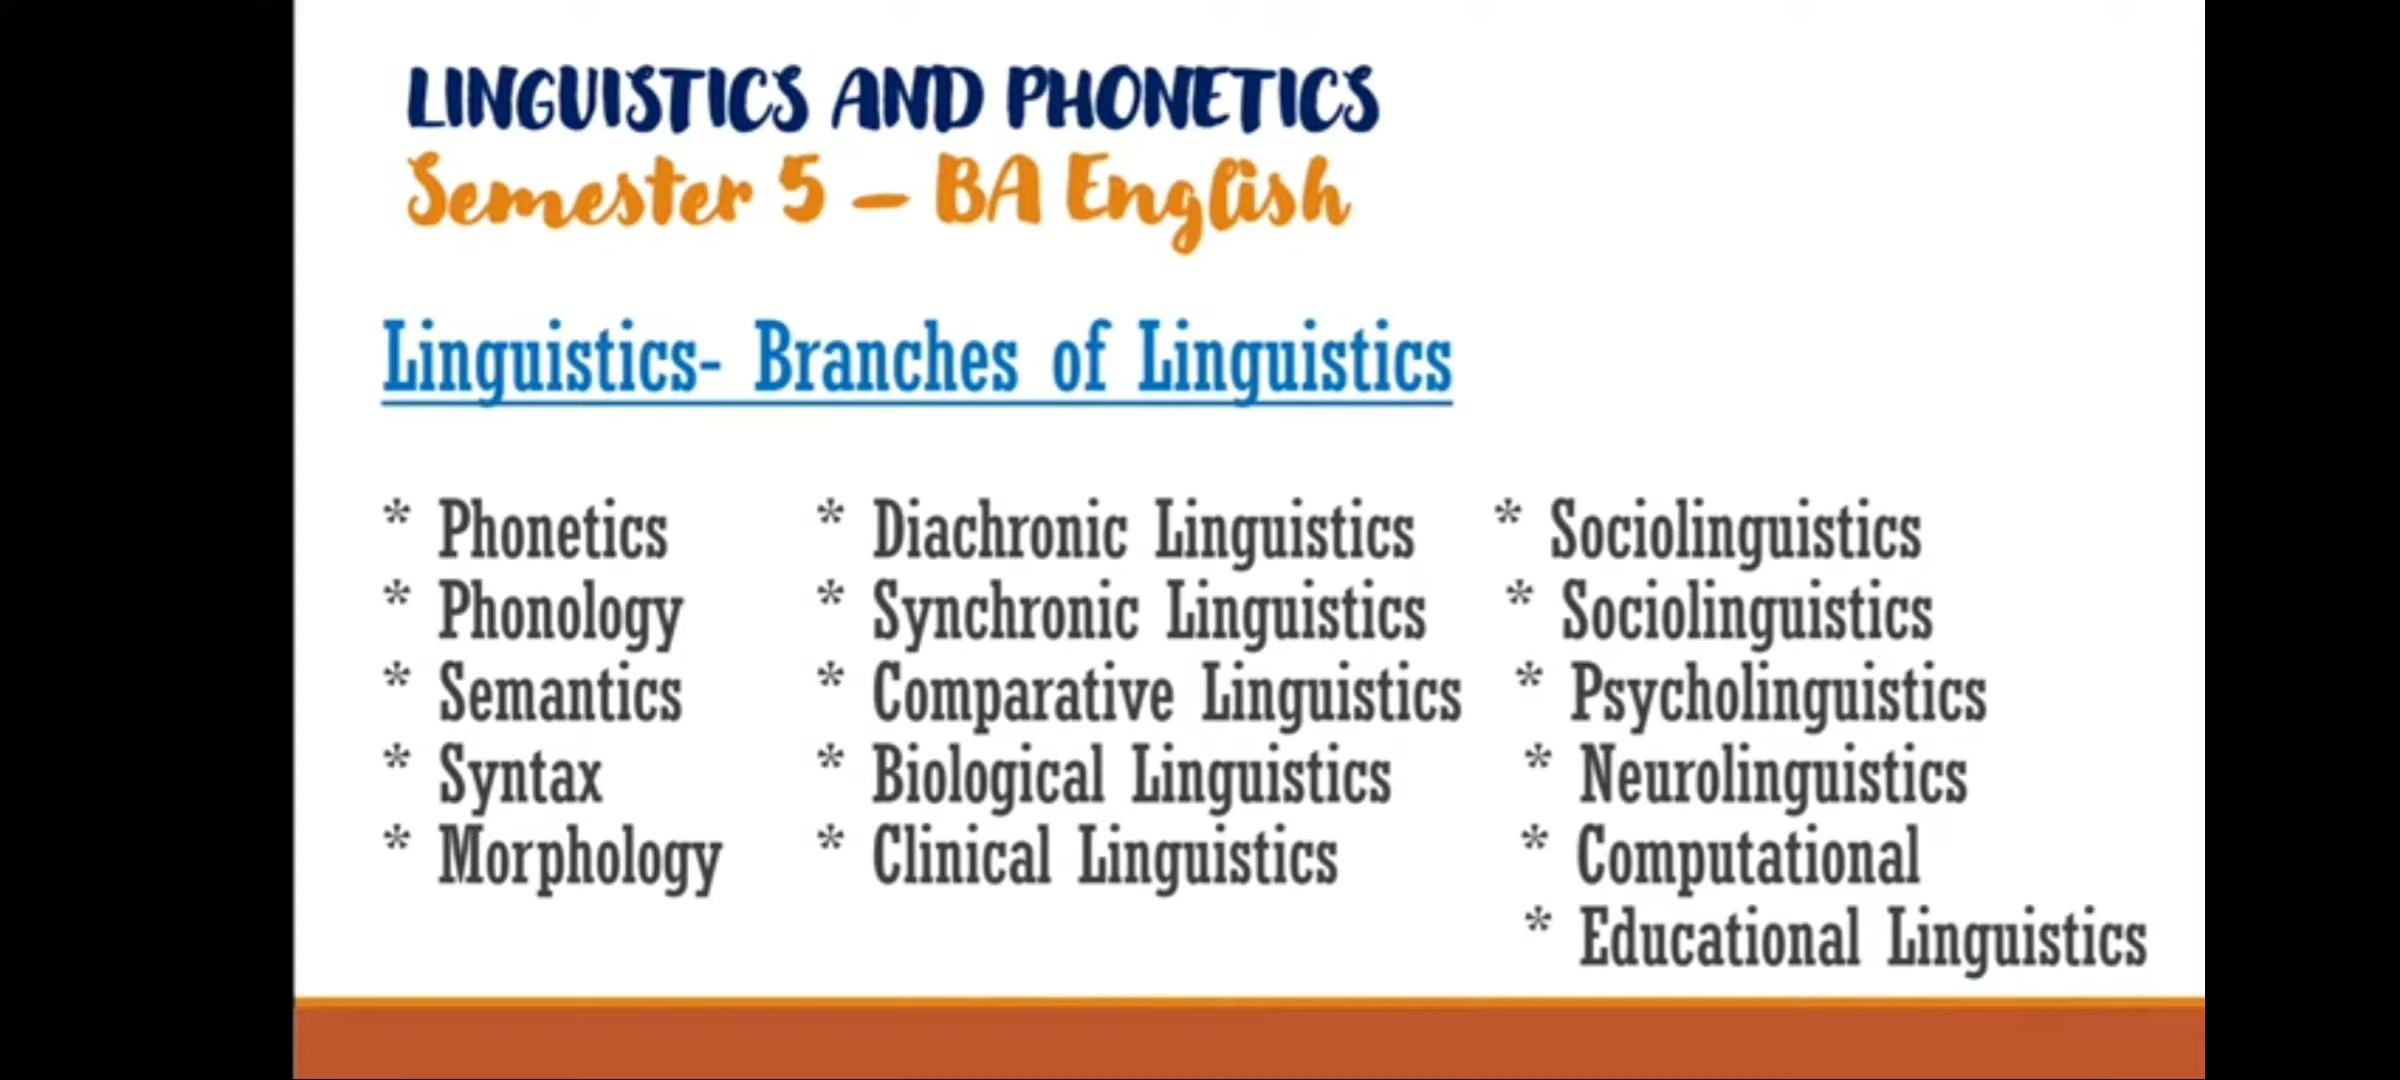 LINGUISTICS AND PHONETICS
Semester 5 – BA English
Linguistics- Branches of Linguistics
* Phonetics
* Phonology
* Semantics
* Syntax
* Morphology
* Diachronic Linguistics
* Synchronic Linguistics
* Comparative Linguistics
* Biological Linguistics
* Clinical Linguistics
* Sociolinguistics
* Sociolinguistics
* Psycholinguistics
* Neurolinguistics
* Computational
* Educational Linguistics